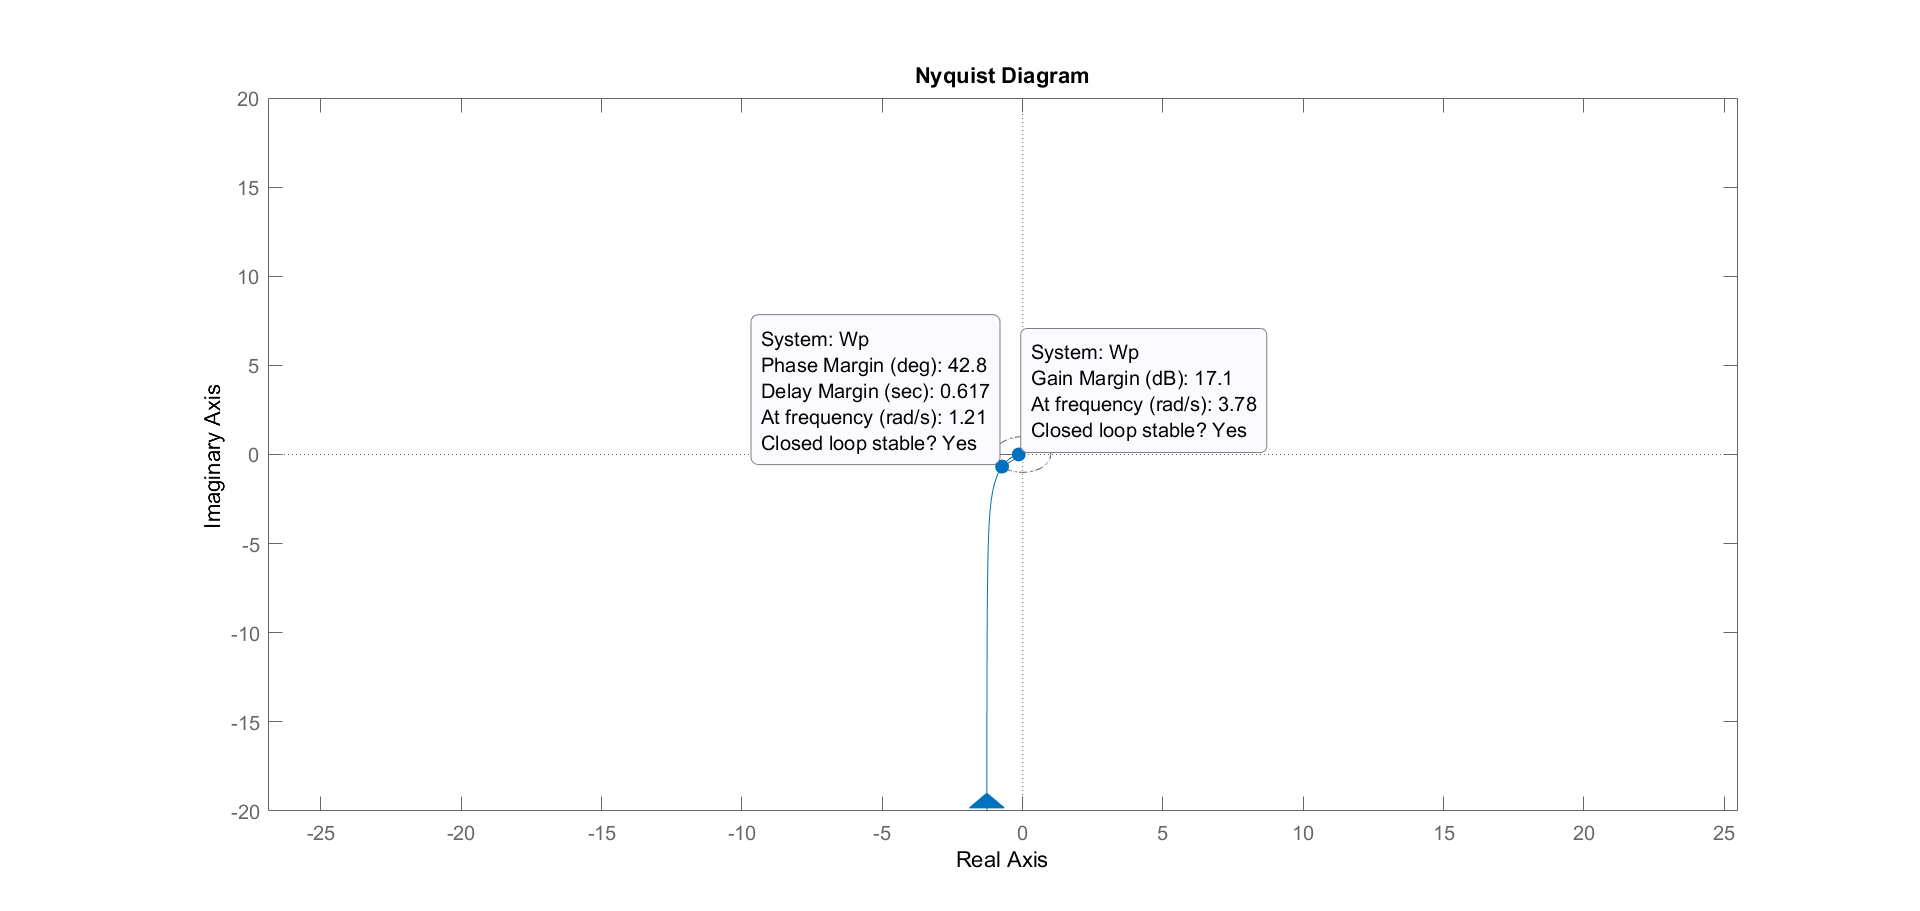 Nyquist Diagram
20
15
10
5
0
-5
-10
-15
-20
Imaginary Axis
System: Wp
Phase Margin (deg): 42.8
Delay Margin (sec): 0.617
At frequency (rad/s): 1.21
Closed loop stable? Yes
System: Wp
Gain Margin (dB): 17.1
At frequency (rad/s): 3.78
Closed loop stable? Yes
-25 -20 -15 -10 -5 0 5 10 15 20 25
Real Axis